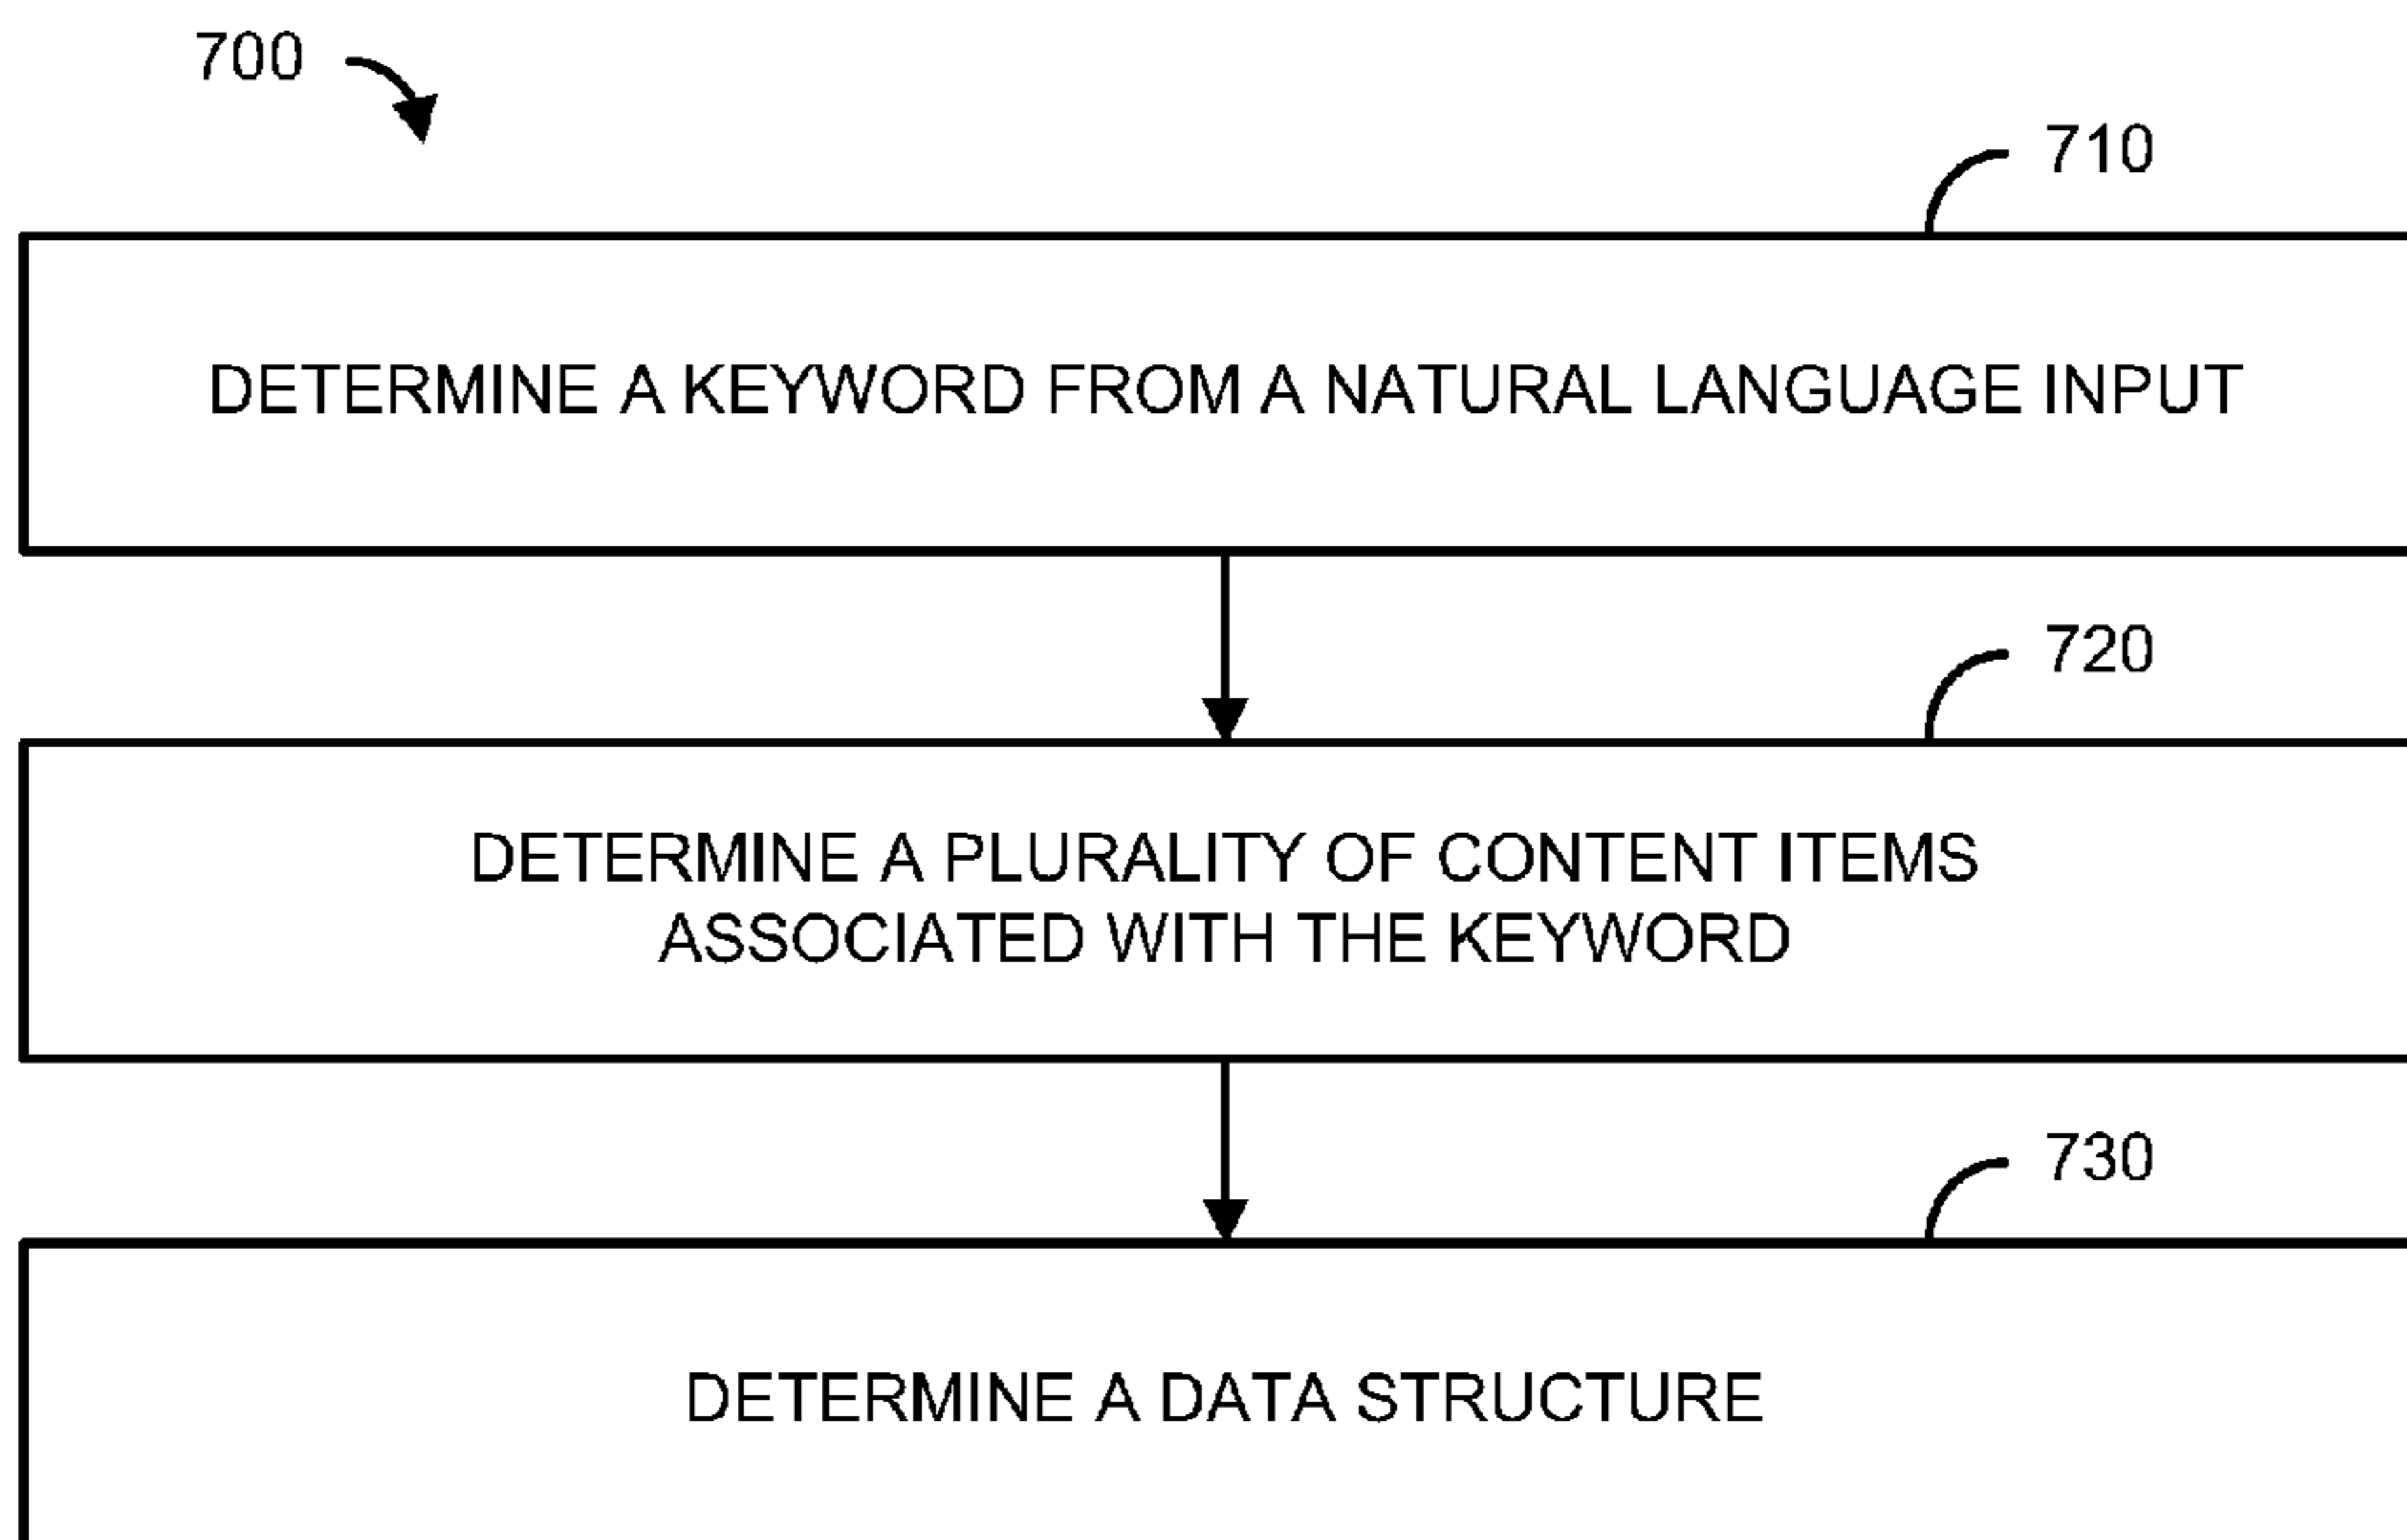 700
710
DETERMINE A KEYWORD FROM A NATURAL LANGUAGE INPUT
720
DETERMINE A PLURALITY OF CONTENT ITEMS
ASSOCIATED WITH THE KEYWORD
730
DETERMINE A DATA STRUCTURE